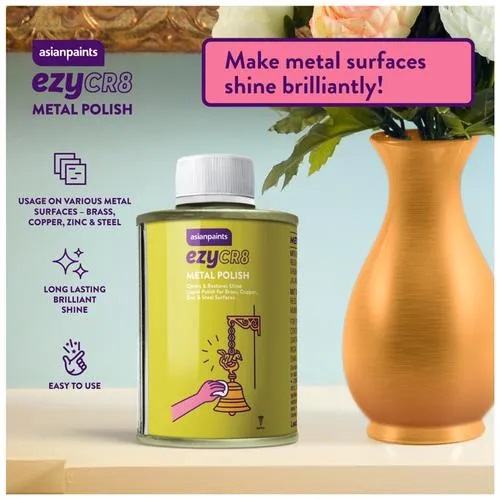 asianpaints
ezyCR8
METAL POLISH
Make metal surfaces
shine brilliantly!
USAGE ON VARIOUS METAL
SURFACES – BRASS,
COPPER, ZINC & STEEL
LONG LASTING
BRILLIANT
SHINE
EASY TO USE
asianpaints
ezyCR8
METAL POLISH
Cleans & Restores Shine
Liquid Polish for Brass, Copper,
Zinc & Steel Surfaces